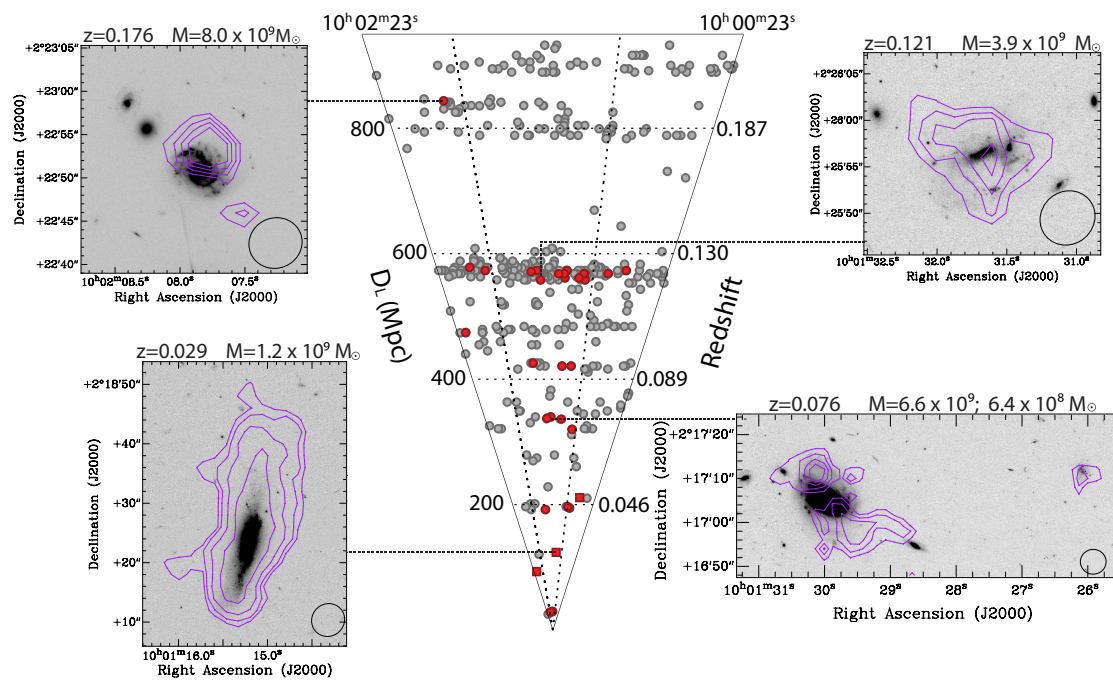 10h02m23s
10h00m23s
z=0.176 M=8.0 x 10⁹M☉
+2°23'05"
+23'00"
+22'55"
+22'50"
+22'45"
+22'40"
Declination (J2000)
10h02m08.5s 08.0s 07.5s
Right Ascension (J2000)
z=0.121 M=3.9 x 10⁹ M☉
+2°26'05"
+26'00"
+25'55"
+25'50"
Declination (J2000)
10h01m32.5s 32.0s 31.5s 31.0s
Right Ascension (J2000)
800 0.187
600 0.130
D_L (Mpc)
Redshift
400 0.089
200 0.046
z=0.029 M=1.2 x 10⁹ M☉
+2°18'50"
+40"
+30"
+20"
+10"
Declination (J2000)
10h01m16.0s 15.0s
Right Ascension (J2000)
z=0.076 M=6.6 x 10⁹; 6.4 x 10⁸ M☉
+2°17'20"
+17'10"
+17'00"
+16'50"
Declination (J2000)
10h01m31s 30s 29s 28s 27s 26s
Right Ascension (J2000)